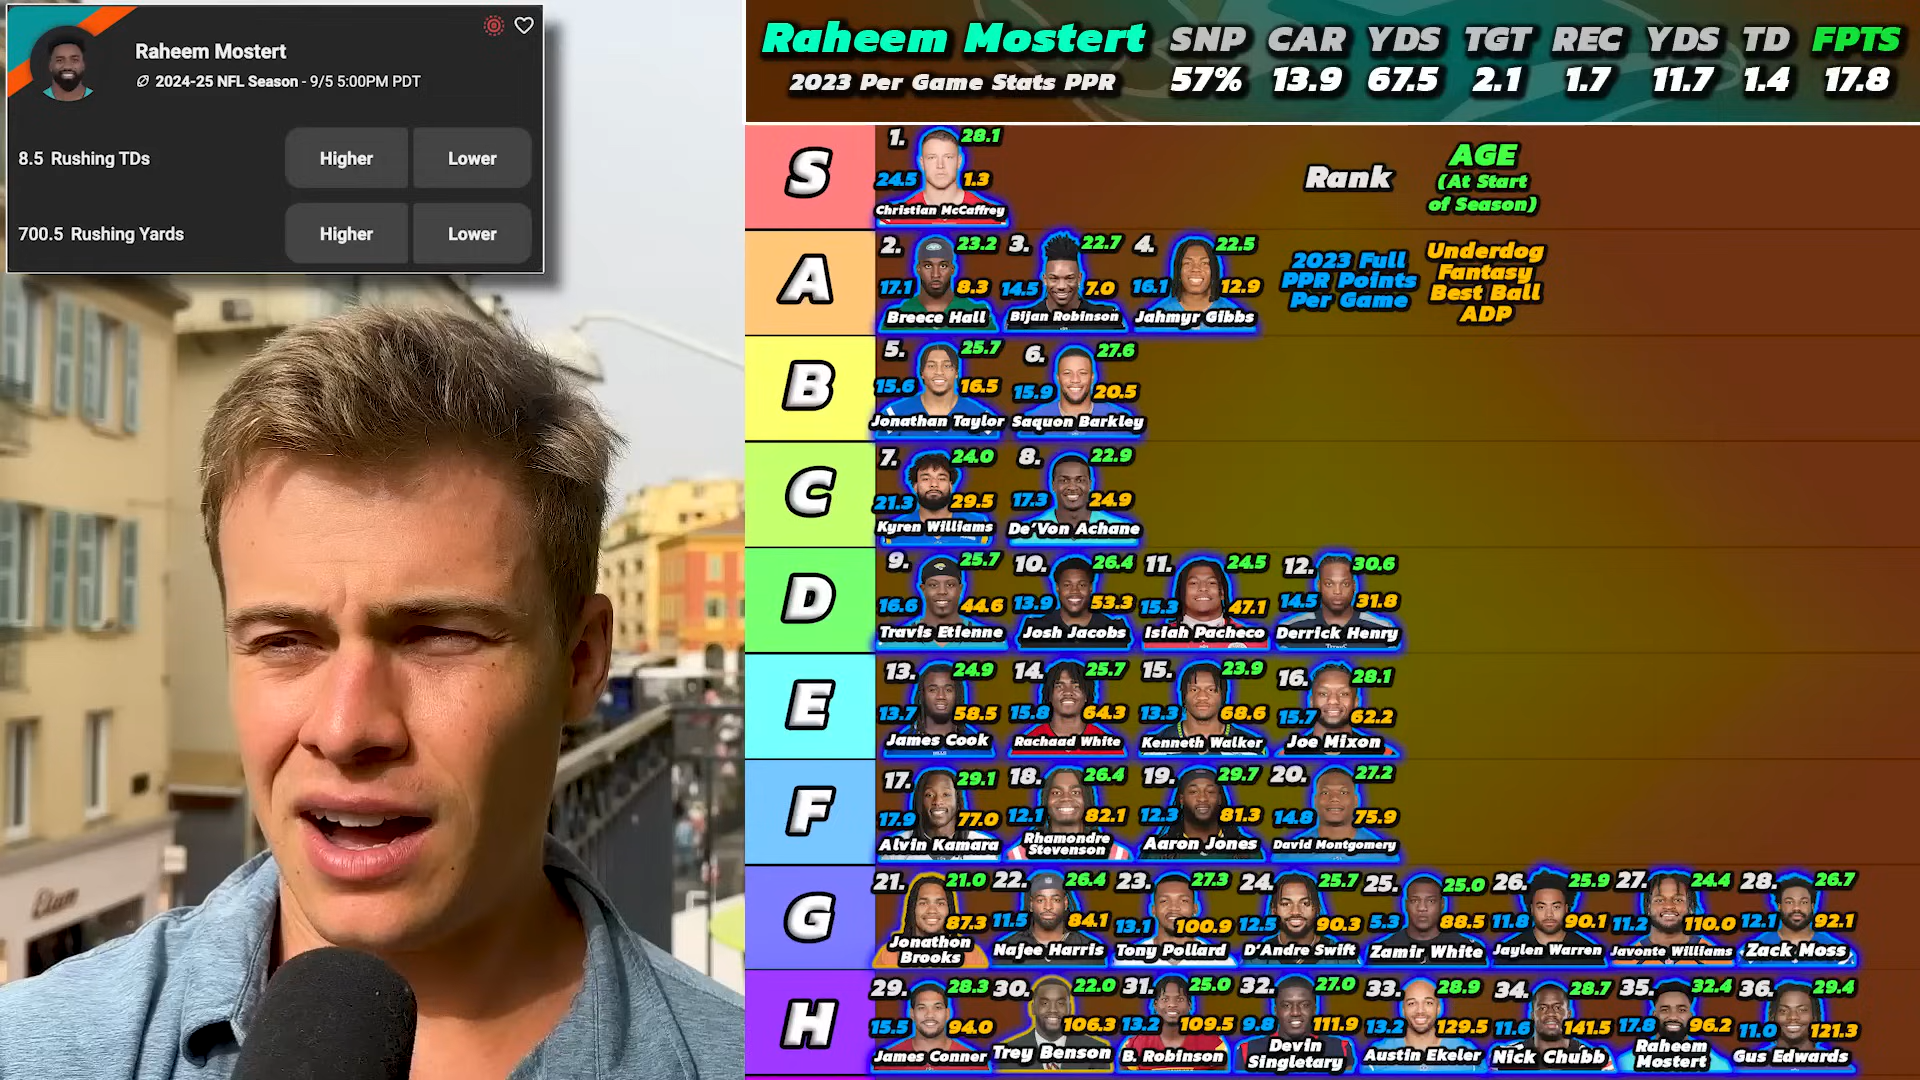 Raheem Mostert
2024-25 NFL Season - 9/5 5:00PM PDT
8.5 Rushing TDs
Higher
Lower
700.5 Rushing Yards
Higher
Lower
Raheem Mostert
2023 Per Game Stats PPR
SNP CAR YDS TGT REC YDS TD FPTS
57% 13.9 67.5 2.1 1.7 11.7 1.4 17.8
S
1. 28.1
24.5 1.3
Christian McCaffrey
Rank
AGE
(At Start
of Season)
A
2. 23.2
17.1 8.3
Breece Hall
3. 22.7
14.5 7.0
Bijan Robinson
4. 22.5
16.1 12.9
Jahmyr Gibbs
2023 Full
PPR Points
Per Game
Underdog
Fantasy
Best Ball
ADP
B
5. 25.7
15.6 16.5
Jonathan Taylor
6. 27.6
15.9 20.5
Saquon Barkley
C
7. 24.0
21.3 29.5
Kyren Williams
8. 22.9
17.3 24.9
De'Von Achane
D
9. 25.7
16.6 44.6
Travis Etienne
10. 26.4
13.9 53.3
Josh Jacobs
11. 24.5
15.3 47.1
Isiah Pacheco
12. 30.6
14.5 31.8
Derrick Henry
E
13. 24.9
13.7 58.5
James Cook
14. 25.7
15.8 64.3
Rachaad White
15. 23.9
13.3 68.6
Kenneth Walker
16. 28.1
15.7 62.2
Joe Mixon
F
17. 29.1
17.9 77.0
Alvin Kamara
18. 26.4
12.1 82.1
Rhamondre
Stevenson
19. 29.7
12.3 81.3
Aaron Jones
20. 27.2
14.8 75.9
David Montgomery
G
21. 21.0
87.3
Jonathon
Brooks
22. 26.4
11.5 84.1
Najee Harris
23. 27.3
13.1 100.9
Tony Pollard
24. 25.7
12.5 90.3
D'Andre Swift
25. 25.0
5.3 88.5
Zamir White
26. 25.9
11.8 90.1
Jaylen Warren
27. 24.4
11.2 110.0
Javonte Williams
28. 26.7
12.1 92.1
Zack Moss
H
29. 28.3
15.5 94.0
James Conner
30. 22.0
106.3
Trey Benson
31. 25.0
13.2 109.5
B. Robinson
32. 27.0
9.8 111.9
Devin
Singletary
33. 28.9
13.2 129.5
Austin Ekeler
34. 28.7
11.6 141.5
Nick Chubb
35. 32.4
17.8 96.2
Raheem
Mostert
36. 29.4
11.0 121.3
Gus Edwards